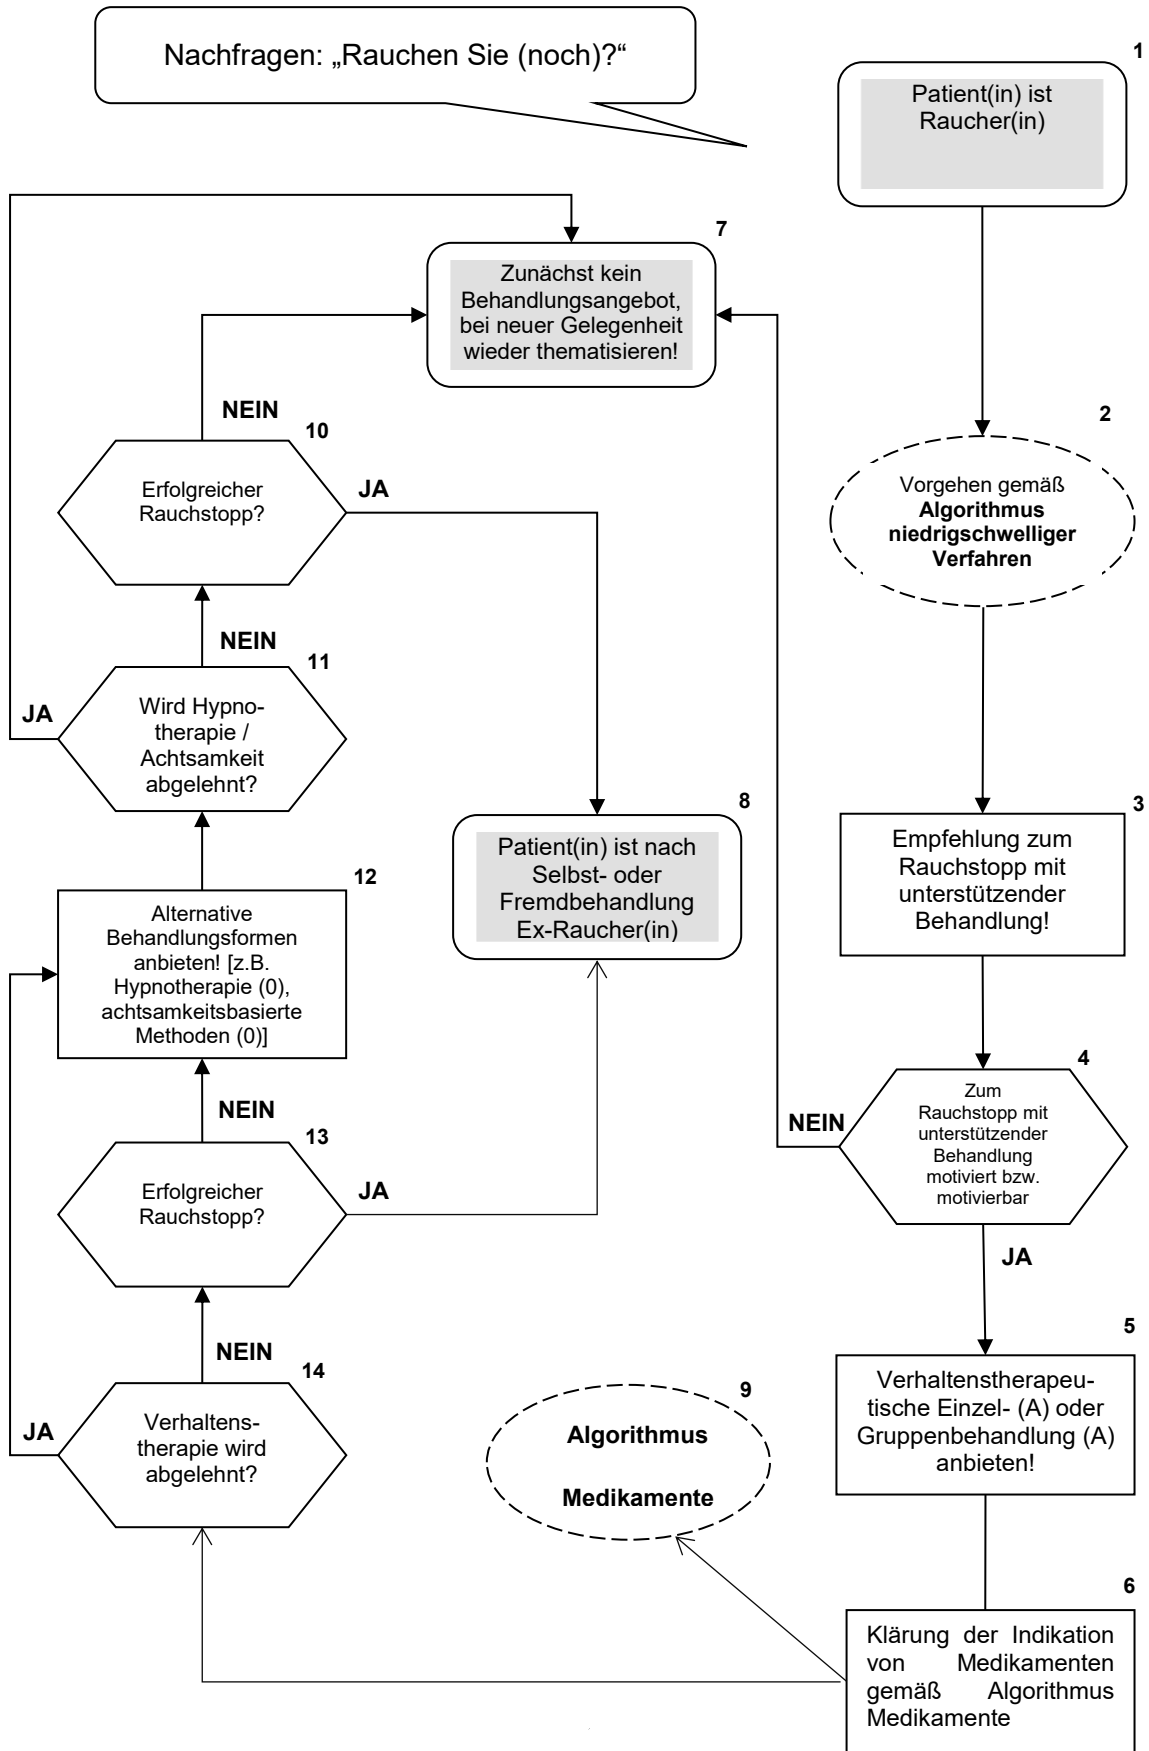 Nachfragen: „Rauchen Sie (noch)?“
1
Patient(in) ist
Raucher(in)
7
Zunächst kein
Behandlungsangebot,
bei neuer Gelegenheit
wieder thematisieren!
2
Vorgehen gemäß
Algorithmus
niedrigschwelliger
Verfahren
NEIN
10
Erfolgreicher
Rauchstopp?
JA
NEIN
11
Wird Hypno-
therapie /
Achtsamkeit
abgelehnt?
JA
8
Patient(in) ist nach
Selbst- oder
Fremdbehandlung
Ex-Raucher(in)
3
Empfehlung zum
Rauchstopp mit
unterstützender
Behandlung!
12
Alternative
Behandlungsformen
anbieten! [z.B.
Hypnotherapie (0),
achtsamkeitsbasierte
Methoden (0)]
4
Zum
Rauchstopp mit
unterstützender
Behandlung
motiviert bzw.
motivierbar
NEIN
JA
NEIN
13
Erfolgreicher
Rauchstopp?
JA
5
Verhaltenstherapeu-
tische Einzel- (A) oder
Gruppenbehandlung (A)
anbieten!
NEIN
14
Verhaltens-
therapie wird
abgelehnt?
JA
9
Algorithmus
Medikamente
6
Klärung der Indikation
von Medikamenten
gemäß Algorithmus
Medikamente